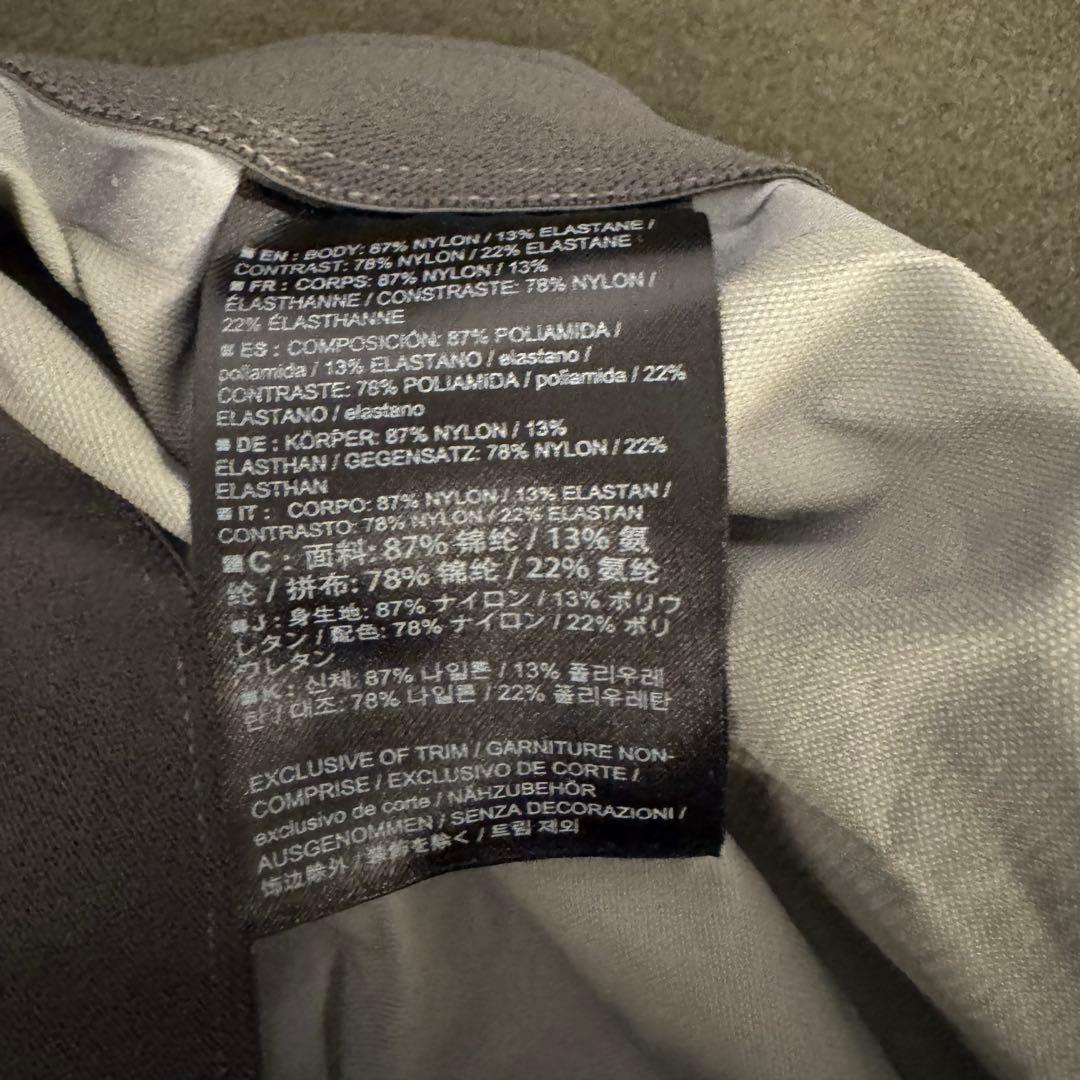 ■ EN : BODY: 87% NYLON / 13% ELASTANE /
CONTRAST: 78% NYLON / 22% ELASTANE
■ FR : CORPS: 87% NYLON / 13%
ÉLASTHANNE / CONSTRASTE: 78% NYLON /
22% ÉLASTHANNE
■ ES : COMPOSICIÓN: 87% POLIAMIDA /
poliamida / 13% ELASTANO / elastano /
CONTRASTE: 78% POLIAMIDA / poliamida / 22%
ELASTANO / elastano
■ DE : KÖRPER: 87% NYLON / 13%
ELASTHAN / GEGENSATZ: 78% NYLON / 22%
ELASTHAN
■ IT : CORPO: 87% NYLON / 13% ELASTAN /
CONTRASTO: 78% NYLON / 22% ELASTAN
■ C : 面料: 87% 锦纶 / 13% 氨
纶 / 拼布: 78% 锦纶 / 22% 氨纶
■ J : 身生地: 87% ナイロン / 13% ポリウ
レタン / 配色: 78% ナイロン / 22% ポリ
ウレタン
■ K : 신체: 87% 나일론 / 13% 폴리우레
탄 / 대조: 78% 나일론 / 22% 폴리우레탄
EXCLUSIVE OF TRIM / GARNITURE NON-
COMPRISE / EXCLUSIVO DE CORTE /
exclusivo de corte / NÄHZUBEHÖR
AUSGENOMMEN / SENZA DECORAZIONI /
饰边除外 / 装飾を除く / 트림 제외